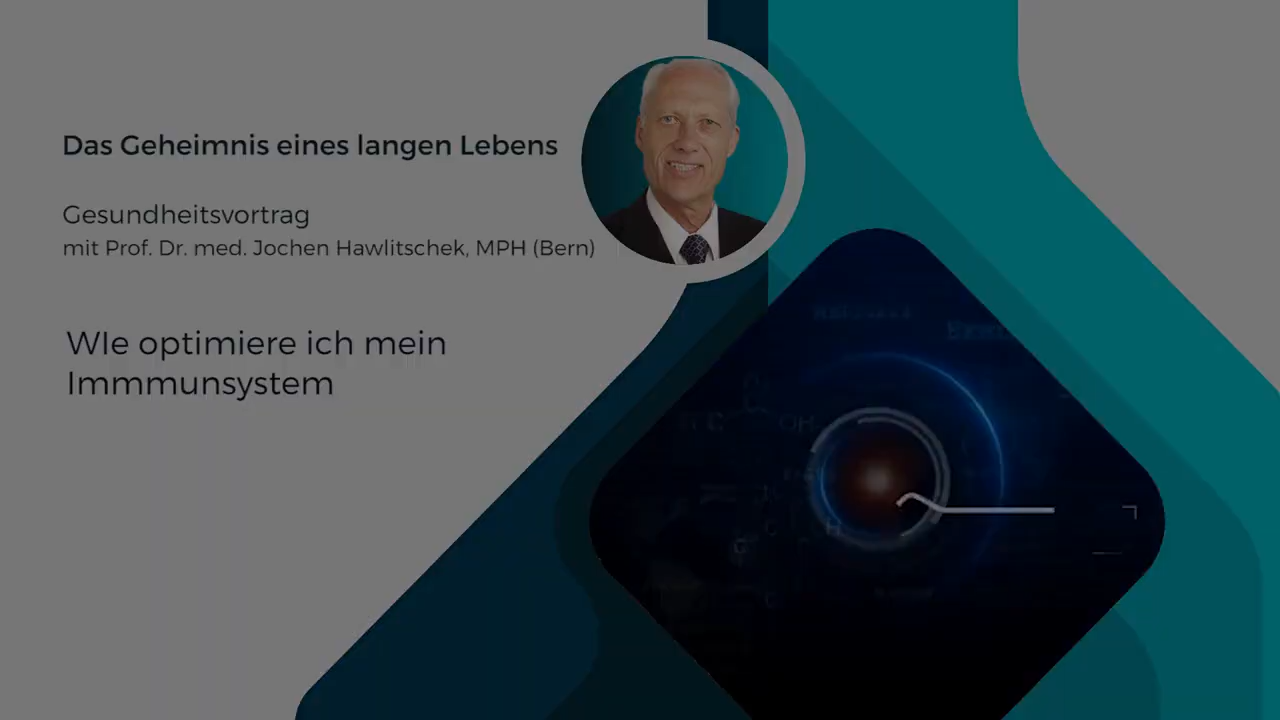 Das Geheimnis eines langen Lebens
Gesundheitsvortrag
mit Prof. Dr. med. Jochen Hawlitschek, MPH (Bern)
WIe optimiere ich mein
Immmunsystem
OH
H
C
G
C
C